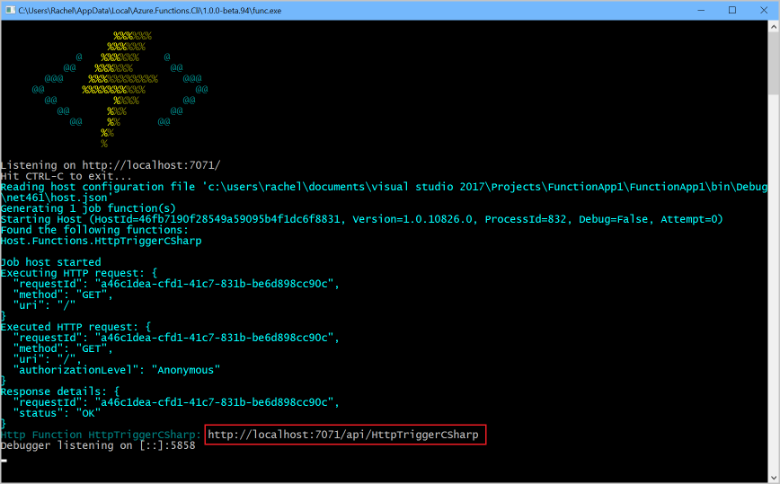 C:\Users\Rachel\AppData\Local\Azure.Functions.Cli\1.0.0-beta.94\func.exe
%%%%%%
%%%%%%
@ %%%%%% @
@@ %%%%%% @@
@@@ %%%%%%%%%%% @@@
@@ %%%%%%%%%% @@
@@ %%%% @@
@@ %%% @@
@@ %% @@
%%
%
Listening on http://localhost:7071/
Hit CTRL-C to exit...
Reading host configuration file 'c:\users\rachel\documents\visual studio 2017\Projects\FunctionApp1\FunctionApp1\bin\Debug
\net461\host.json'
Generating 1 job function(s)
Starting Host (HostId=46fb7190f28549a59095b4f1dc6f8831, Version=1.0.10826.0, ProcessId=832, Debug=False, Attempt=0)
Found the following functions:
Host.Functions.HttpTriggerCSharp
Job host started
Executing HTTP request: {
"requestId": "a46c1dea-cfd1-41c7-831b-be6d898cc90c",
"method": "GET",
"uri": "/"
}
Executed HTTP request: {
"requestId": "a46c1dea-cfd1-41c7-831b-be6d898cc90c",
"method": "GET",
"uri": "/",
"authorizationLevel": "Anonymous"
}
Response details: {
"requestId": "a46c1dea-cfd1-41c7-831b-be6d898cc90c",
"status": "OK"
}
Http Function HttpTriggerCSharp: http://localhost:7071/api/HttpTriggerCSharp
Debugger listening on [::]:5858